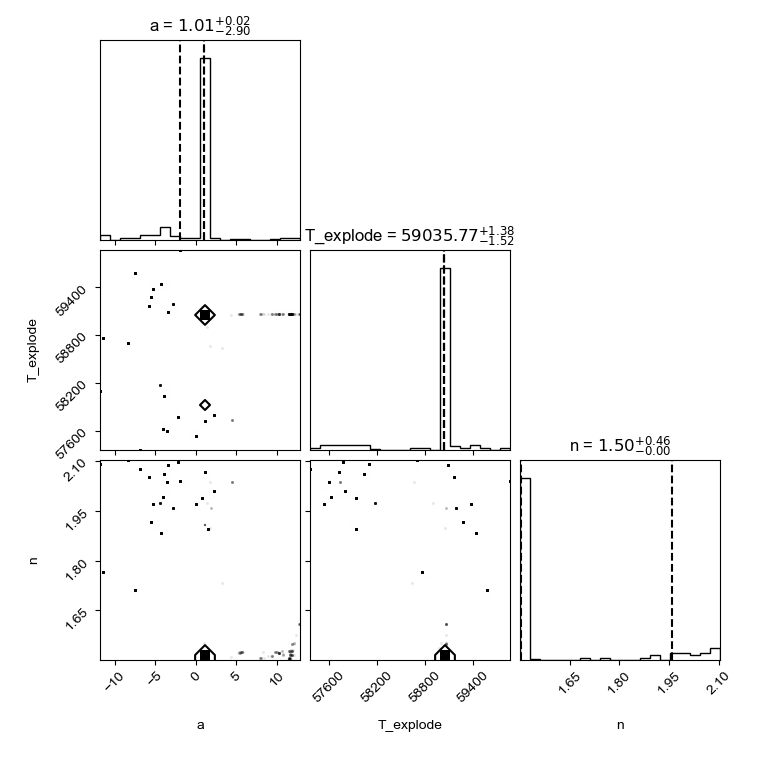 a = 1.01+0.02−2.90
T_explode = 59035.77+1.38−1.52
59400
58800
58200
57600
T_explode
n = 1.50+0.46−0.00
2.10
1.95
1.80
1.65
n
−10 −5 0 5 10
57600 58200 58800 59400
1.65 1.80 1.95 2.10
a T_explode n